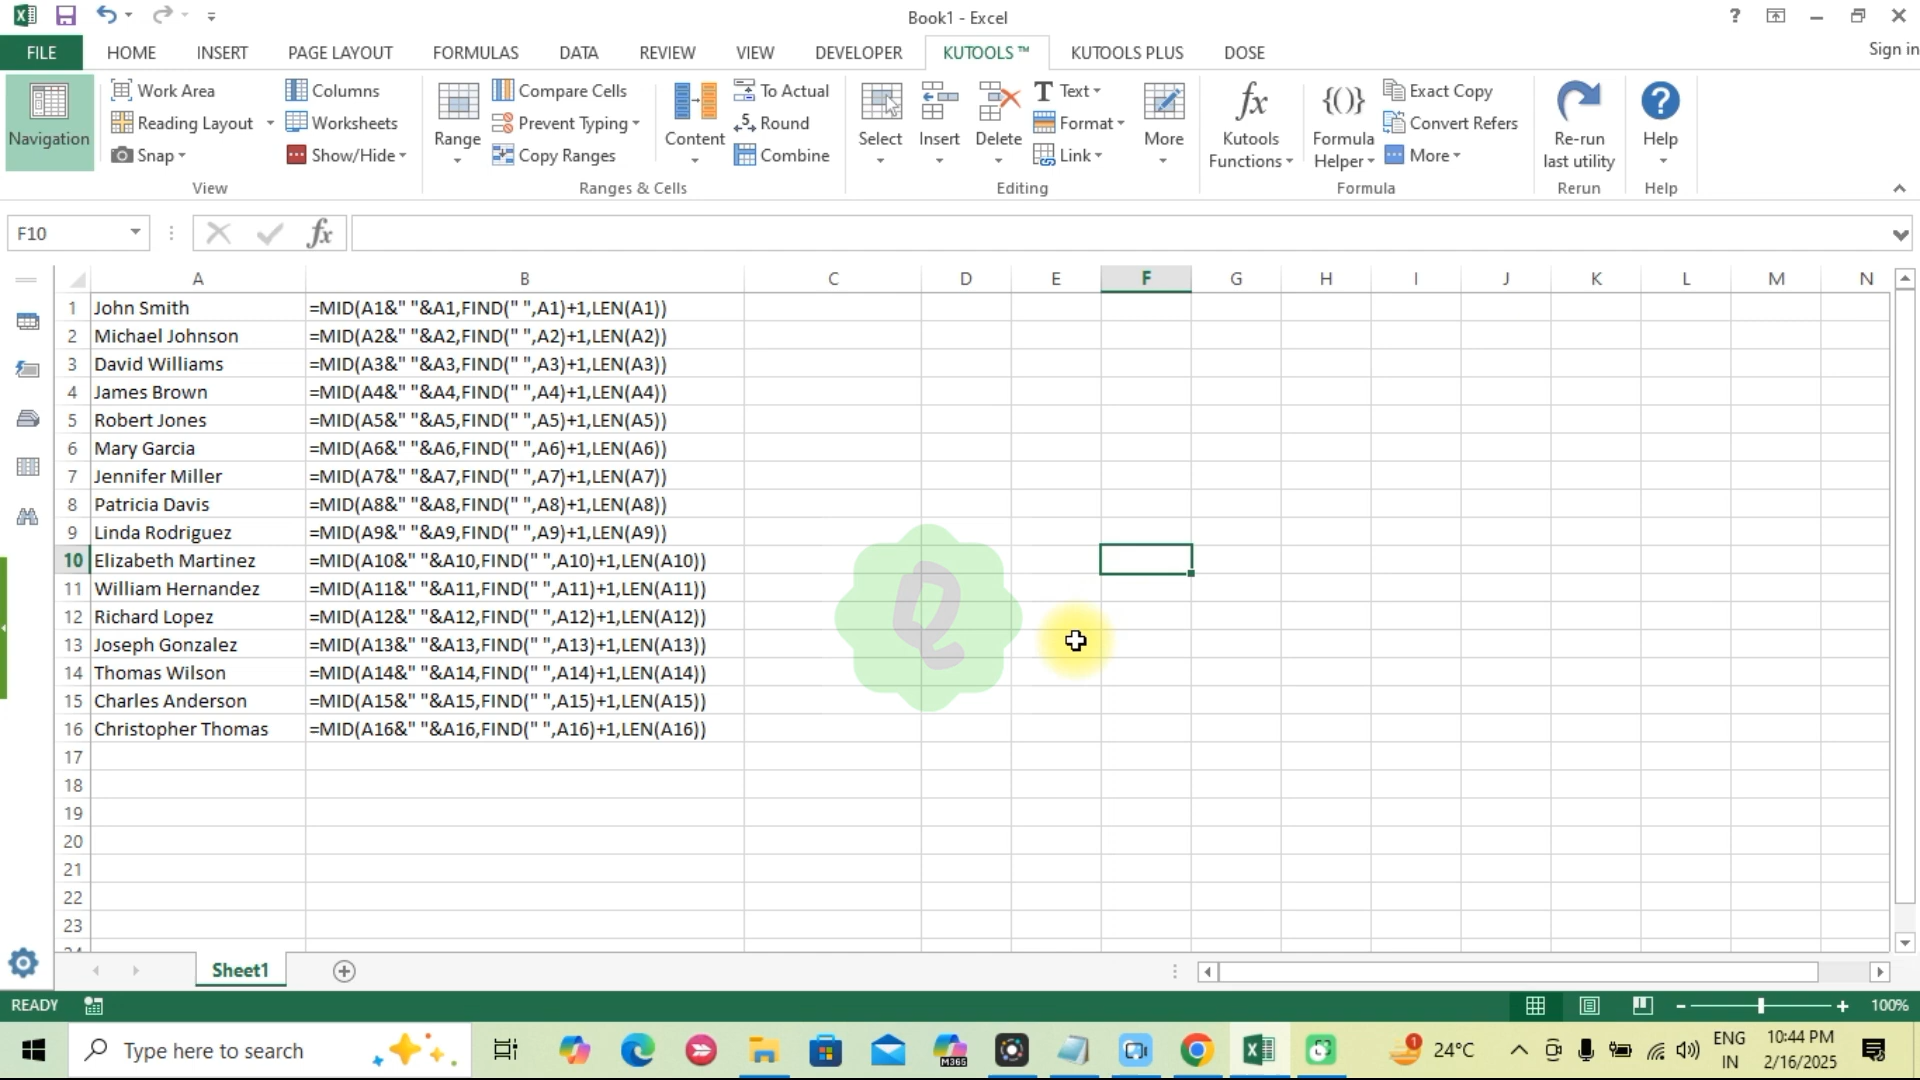 Book1 - Excel
?
FILE HOME INSERT PAGE LAYOUT FORMULAS DATA REVIEW VIEW DEVELOPER KUTOOLS ™ KUTOOLS PLUS DOSE Sign in
Navigation
Work Area
Reading Layout
Snap
Columns
Worksheets
Show/Hide
View
Range
Compare Cells
Prevent Typing
Copy Ranges
Content
To Actual
Round
Combine
Ranges & Cells
Select
Insert
Delete
Text
Format
Link
More
Editing
Kutools
Functions
Formula
Helper
Exact Copy
Convert Refers
More
Formula
Re-run
last utility
Rerun
Help
Help
F10 fx
A B C D E F G H I J K L M N
1 John Smith =MID(A1&" "&A1,FIND(" ",A1)+1,LEN(A1))
2 Michael Johnson =MID(A2&" "&A2,FIND(" ",A2)+1,LEN(A2))
3 David Williams =MID(A3&" "&A3,FIND(" ",A3)+1,LEN(A3))
4 James Brown =MID(A4&" "&A4,FIND(" ",A4)+1,LEN(A4))
5 Robert Jones =MID(A5&" "&A5,FIND(" ",A5)+1,LEN(A5))
6 Mary Garcia =MID(A6&" "&A6,FIND(" ",A6)+1,LEN(A6))
7 Jennifer Miller =MID(A7&" "&A7,FIND(" ",A7)+1,LEN(A7))
8 Patricia Davis =MID(A8&" "&A8,FIND(" ",A8)+1,LEN(A8))
9 Linda Rodriguez =MID(A9&" "&A9,FIND(" ",A9)+1,LEN(A9))
10 Elizabeth Martinez =MID(A10&" "&A10,FIND(" ",A10)+1,LEN(A10))
11 William Hernandez =MID(A11&" "&A11,FIND(" ",A11)+1,LEN(A11))
12 Richard Lopez =MID(A12&" "&A12,FIND(" ",A12)+1,LEN(A12))
13 Joseph Gonzalez =MID(A13&" "&A13,FIND(" ",A13)+1,LEN(A13))
14 Thomas Wilson =MID(A14&" "&A14,FIND(" ",A14)+1,LEN(A14))
15 Charles Anderson =MID(A15&" "&A15,FIND(" ",A15)+1,LEN(A15))
16 Christopher Thomas =MID(A16&" "&A16,FIND(" ",A16)+1,LEN(A16))
17
18
19
20
21
22
23
24
Q
Sheet1
READY 100%
Type here to search
M365
1
24°C
ENG
IN
10:44 PM
2/16/2025